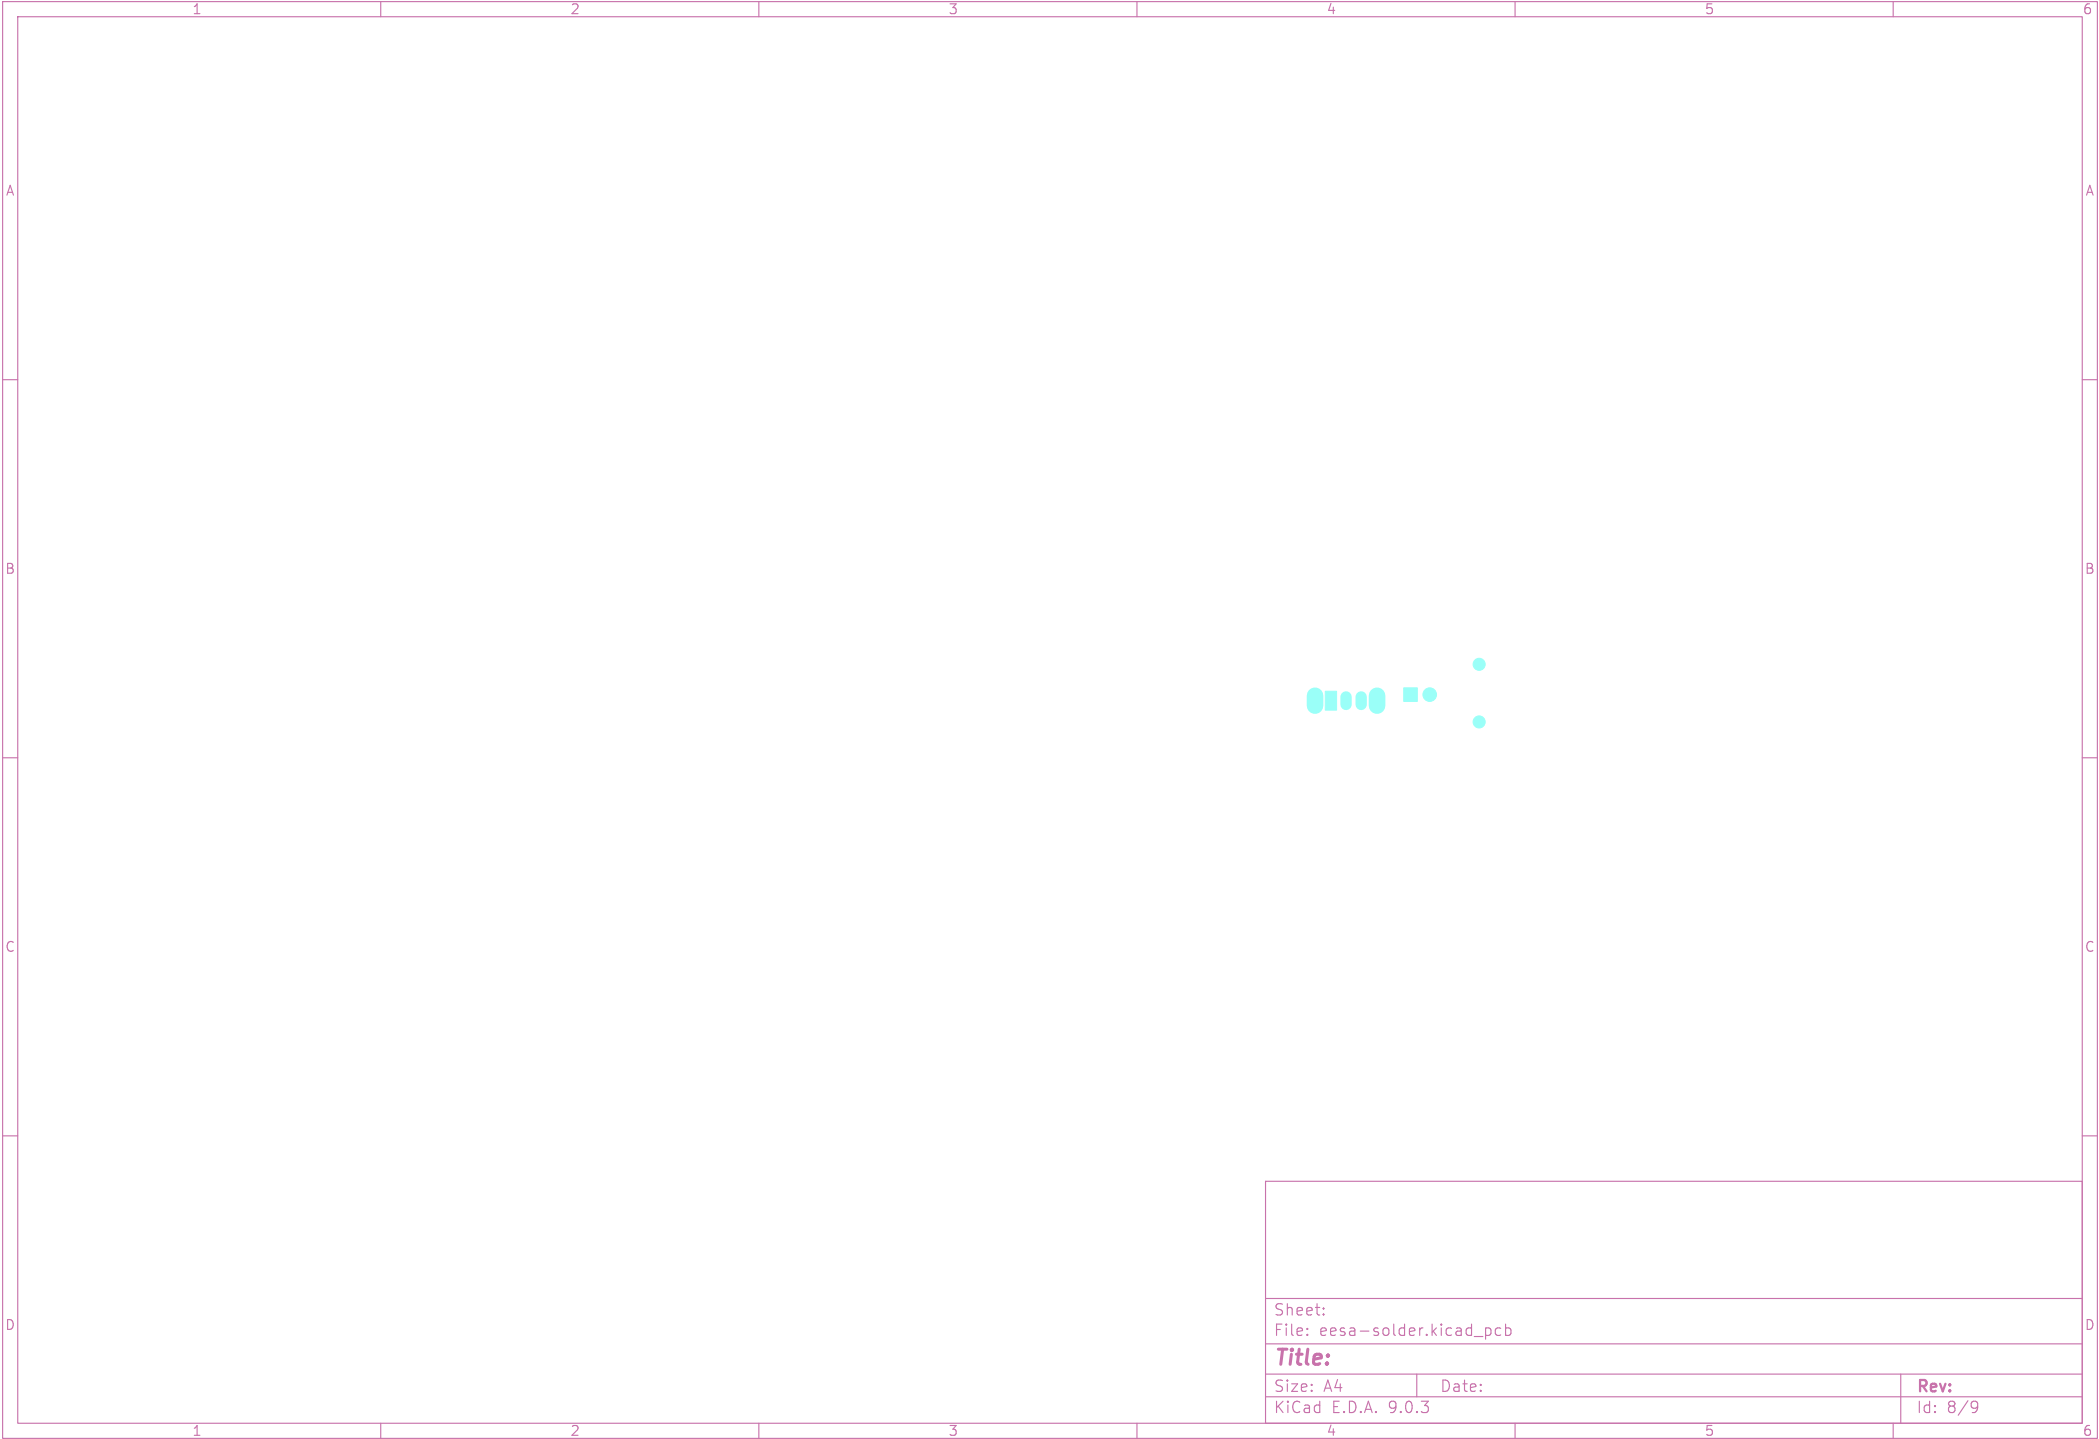 1 2 3 4 5 6
A A
B B
C C
Sheet:
File: eesa-solder.kicad_pcb
D D
Title:
Size: A4 Date: Rev:
KiCad E.D.A. 9.0.3 Id: 8/9
1 2 3 4 5 6